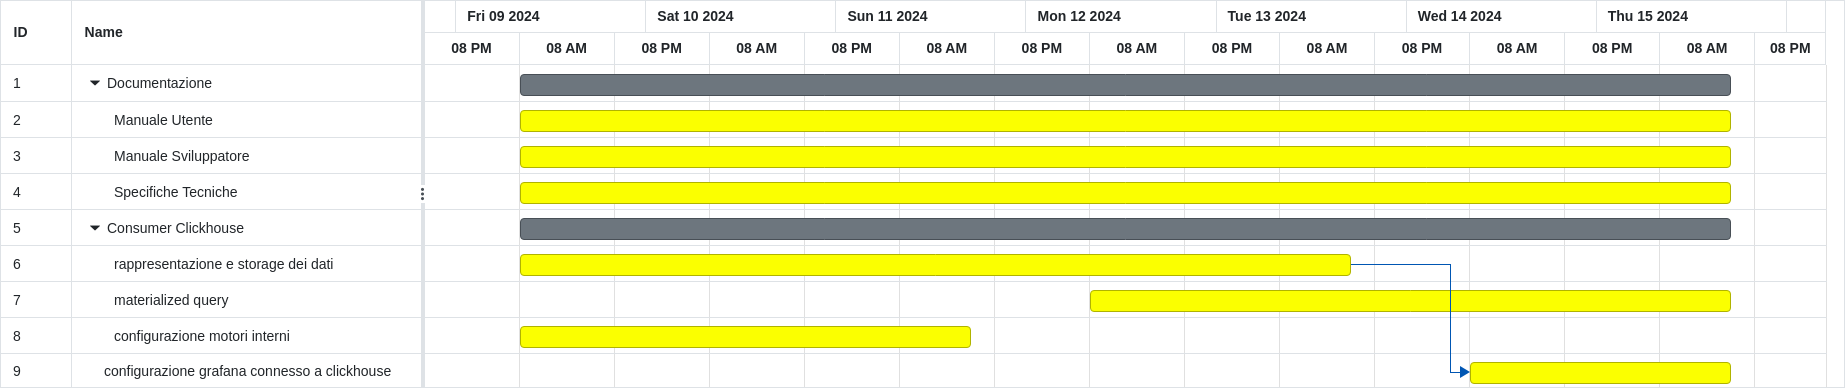 ID Name Fri 09 2024 Sat 10 2024 Sun 11 2024 Mon 12 2024 Tue 13 2024 Wed 14 2024 Thu 15 2024
08 PM 08 AM 08 PM 08 AM 08 PM 08 AM 08 PM 08 AM 08 PM 08 AM 08 PM 08 AM 08 PM 08 AM 08 PM
1 Documentazione
2 Manuale Utente
3 Manuale Sviluppatore
4 Specifiche Tecniche
5 Consumer Clickhouse
6 rappresentazione e storage dei dati
7 materialized query
8 configurazione motori interni
9 configurazione grafana connesso a clickhouse